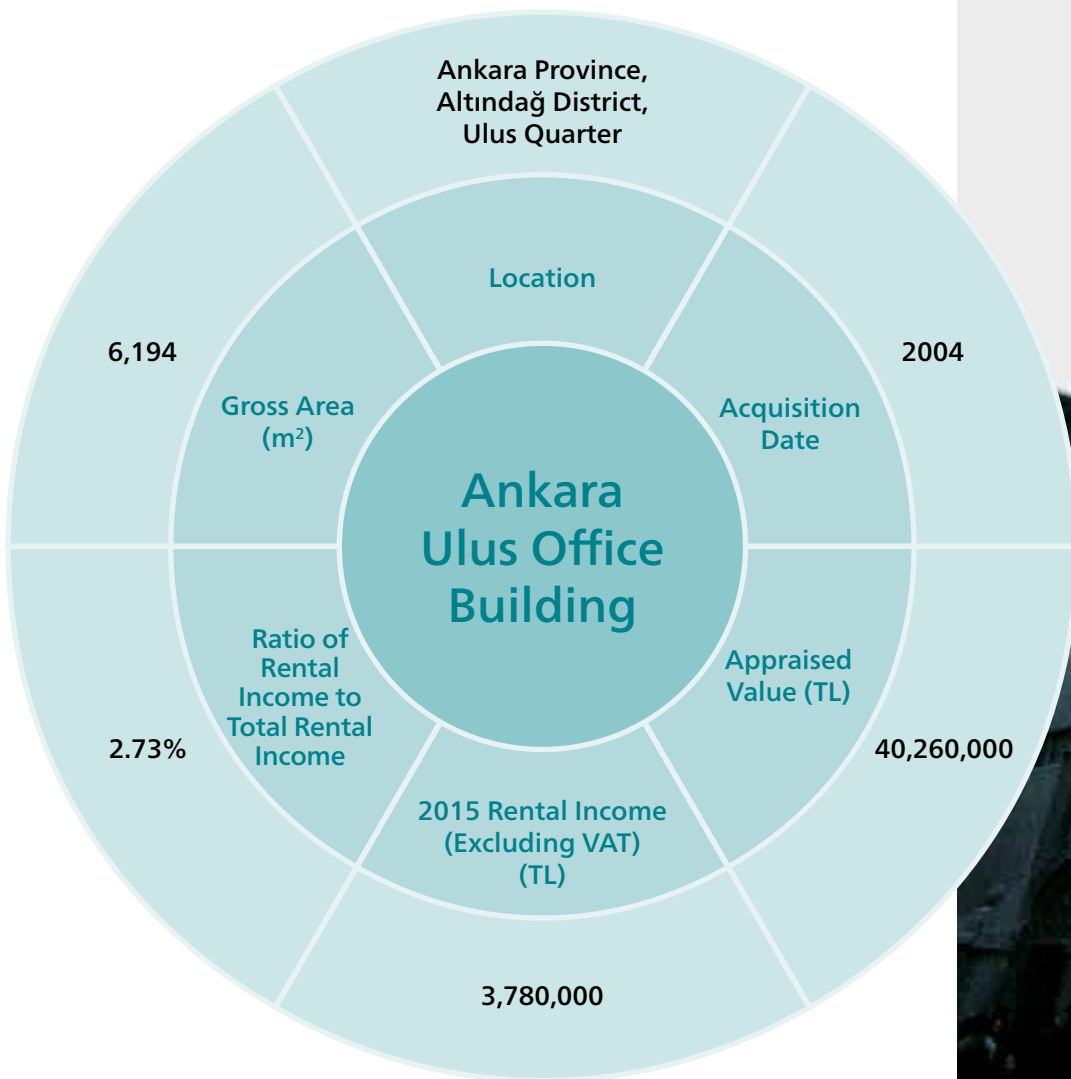 Ankara Province,
Altındağ District,
Ulus Quarter
Location
6,194
2004
Gross Area
(m²)
Acquisition
Date
Ankara
Ulus Office
Building
Ratio of
Rental
Income to
Total Rental
Income
Appraised
Value (TL)
2.73%
40,260,000
2015 Rental Income
(Excluding VAT)
(TL)
3,780,000